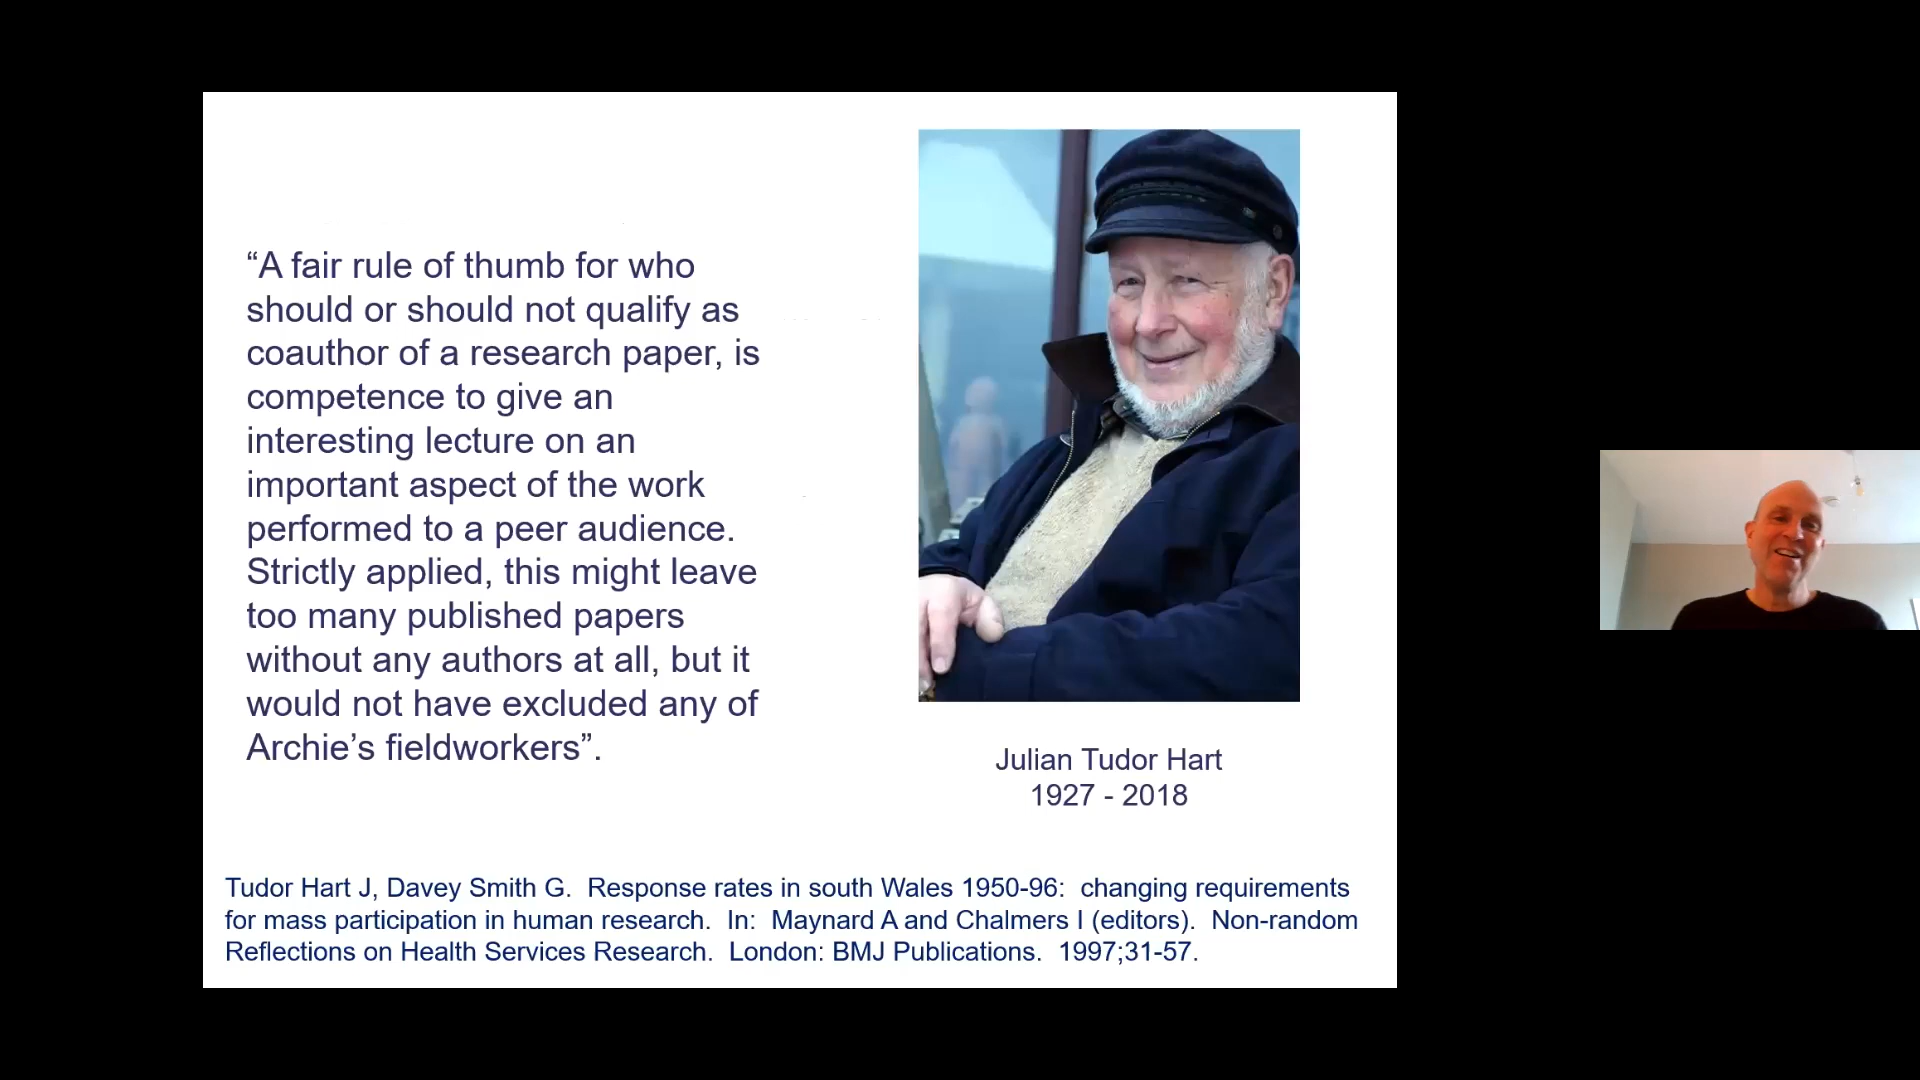 “A fair rule of thumb for who
should or should not qualify as
coauthor of a research paper, is
competence to give an
interesting lecture on an
important aspect of the work
performed to a peer audience.
Strictly applied, this might leave
too many published papers
without any authors at all, but it
would not have excluded any of
Archie’s fieldworkers”.
Julian Tudor Hart
1927 - 2018
Tudor Hart J, Davey Smith G.  Response rates in south Wales 1950-96:  changing requirements
for mass participation in human research.  In:  Maynard A and Chalmers I (editors).  Non-random
Reflections on Health Services Research.  London: BMJ Publications.  1997;31-57.